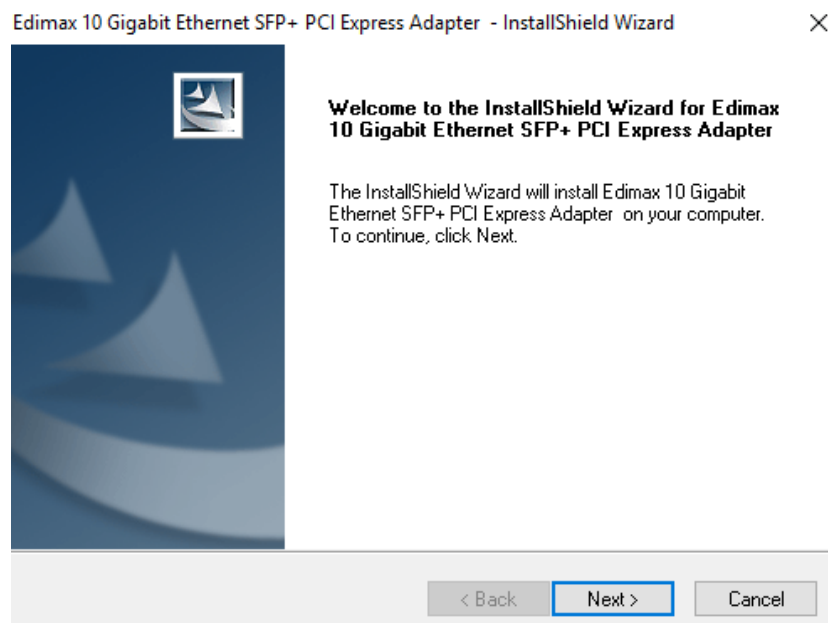 Edimax 10 Gigabit Ethernet SFP+ PCI Express Adapter  - InstallShield Wizard
Welcome to the InstallShield Wizard for Edimax
10 Gigabit Ethernet SFP+ PCI Express Adapter
The InstallShield Wizard will install Edimax 10 Gigabit
Ethernet SFP+ PCI Express Adapter  on your computer.
To continue, click Next.
< Back
Next >
Cancel